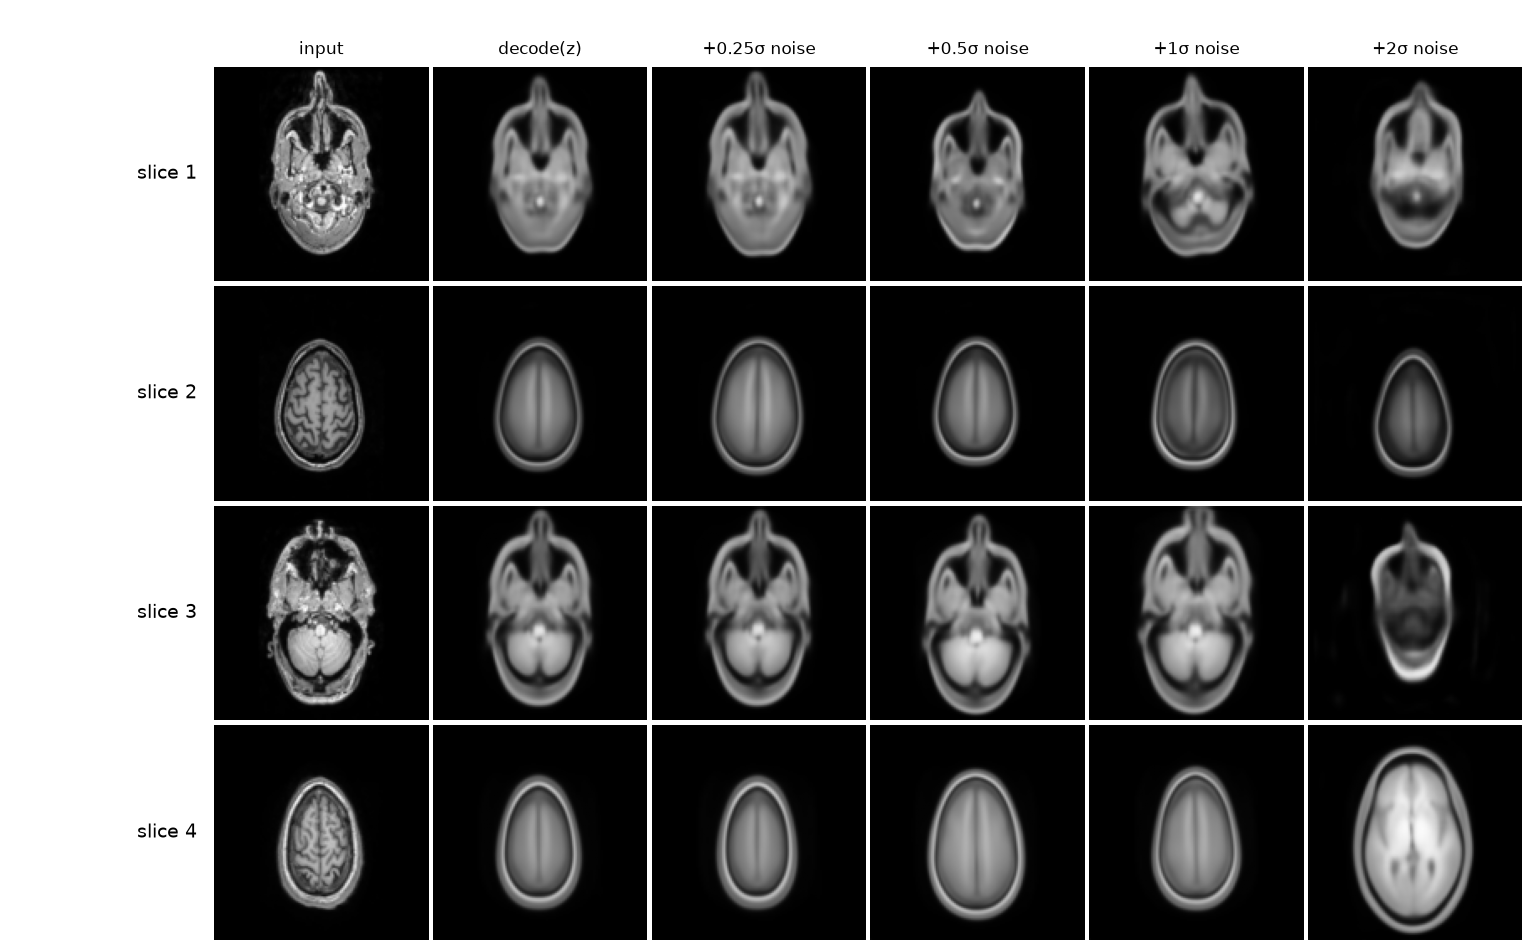 input decode(z) +0.25σ noise +0.5σ noise +1σ noise +2σ noise
slice 1
slice 2
slice 3
slice 4